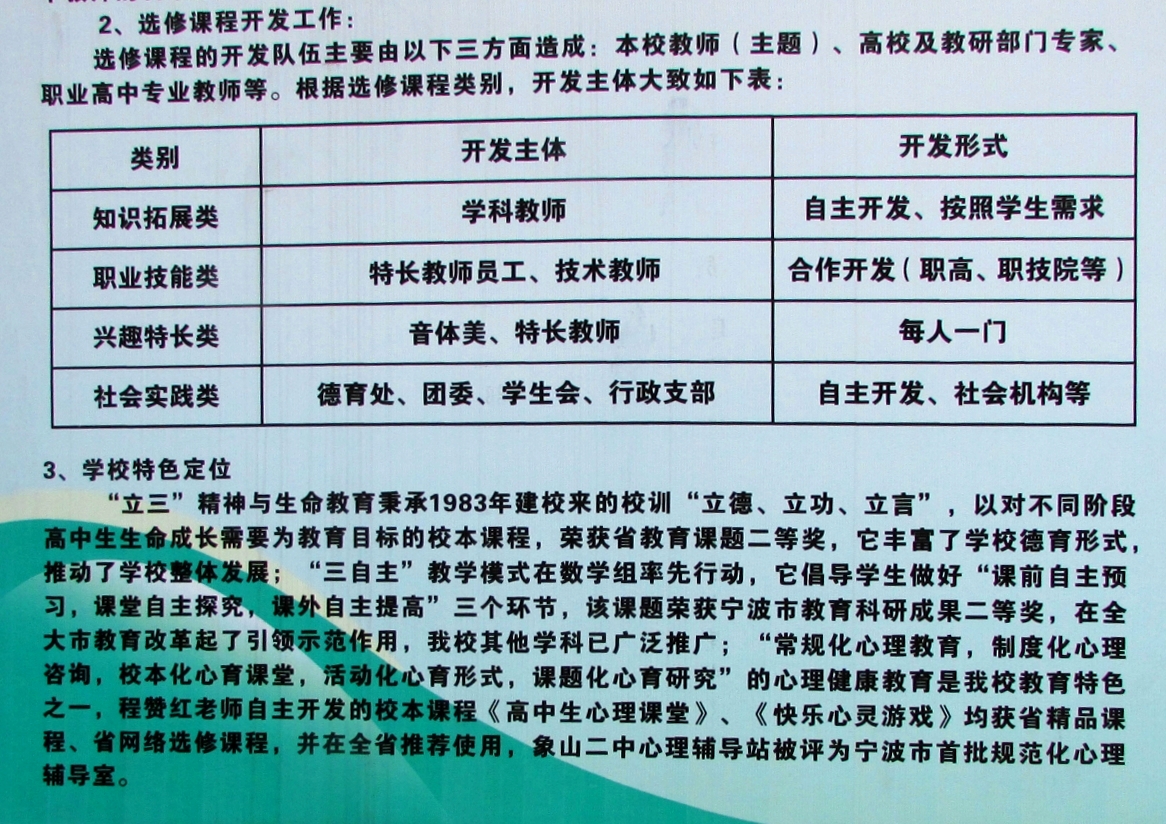 2、选修课程开发工作：
选修课程的开发队伍主要由以下三方面造成：本校教师（主题）、高校及教研部门专家、
职业高中专业教师等。根据选修课程类别，开发主体大致如下表：
类别 开发主体 开发形式
知识拓展类 学科教师 自主开发、按照学生需求
职业技能类 特长教师员工、技术教师 合作开发（职高、职技院等）
兴趣特长类 音体美、特长教师 每人一门
社会实践类 德育处、团委、学生会、行政支部 自主开发、社会机构等
3、学校特色定位
“立三”精神与生命教育秉承1983年建校来的校训“立德、立功、立言”，以对不同阶段
高中生生命成长需要为教育目标的校本课程，荣获省教育课题二等奖，它丰富了学校德育形式，
推动了学校整体发展；“三自主”教学模式在数学组率先行动，它倡导学生做好“课前自主预
习，课堂自主探究，课外自主提高”三个环节，该课题荣获宁波市教育科研成果二等奖，在全
大市教育改革起了引领示范作用，我校其他学科已广泛推广；“常规化心理教育，制度化心理
咨询，校本化心育课堂，活动化心育形式，课题化心育研究”的心理健康教育是我校教育特色
之一，程赞红老师自主开发的校本课程《高中生心理课堂》、《快乐心灵游戏》均获省精品课
程、省网络选修课程，并在全省推荐使用，象山二中心理辅导站被评为宁波市首批规范化心理
辅导室。